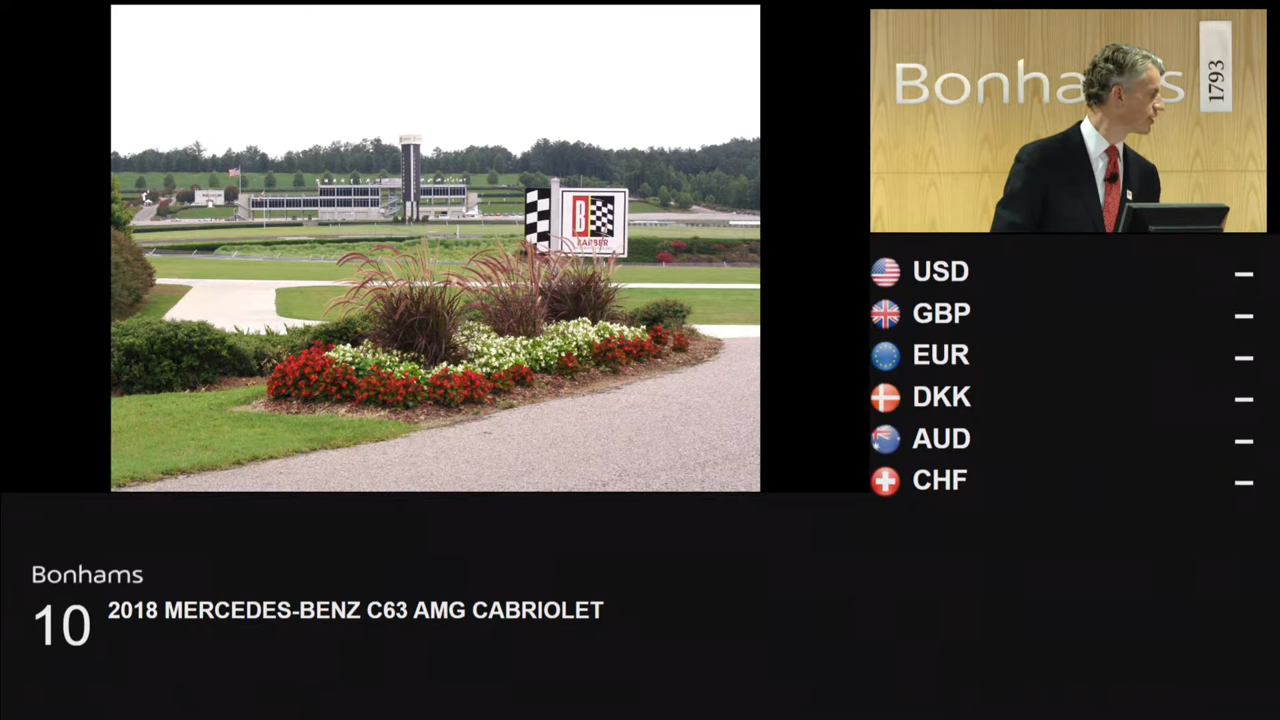 B
BARBER
Bonhams
1793
USD –
GBP –
EUR –
DKK –
AUD –
CHF –
Bonhams
10
2018 MERCEDES-BENZ C63 AMG CABRIOLET